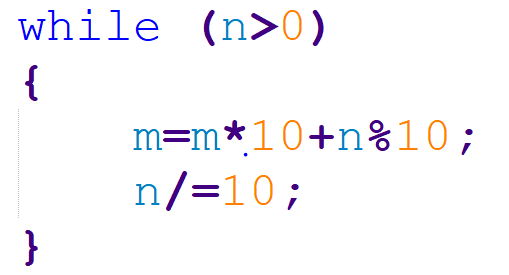 while (n>0)
{
m=m*10+n%10;
n/=10;
}